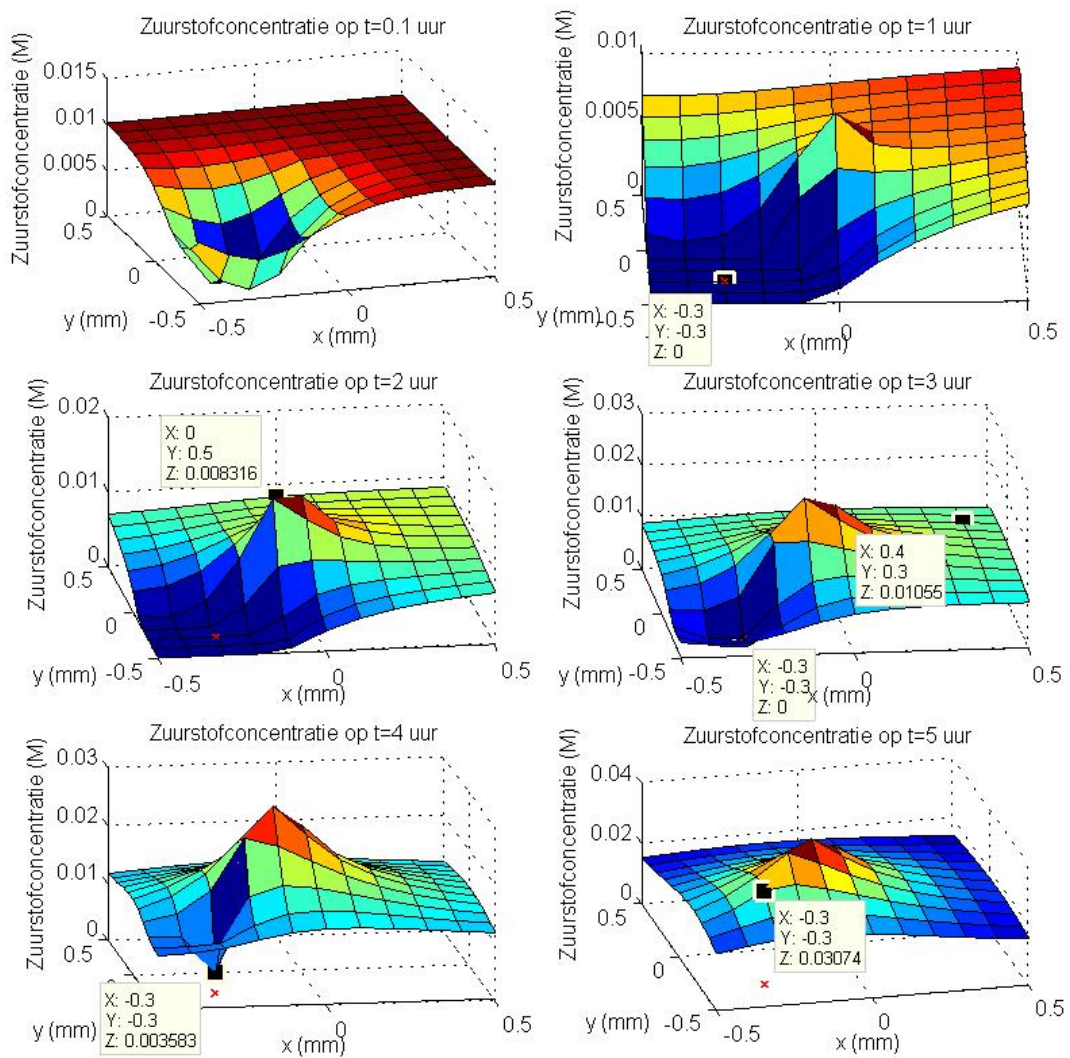 Zuurstofconcentratie op t=0.1 uur
Zuurstofconcentratie (M)
0.015
0.01
0.005
0
0.5
0
-0.5
y (mm)
-0.5
0
0.5
x (mm)
Zuurstofconcentratie op t=1 uur
Zuurstofconcentratie (M)
0.01
0.005
0
0.5
0
-0.5
y (mm)
X: -0.3
Y: -0.3
Z: 0
0
0.5
x (mm)
Zuurstofconcentratie op t=2 uur
Zuurstofconcentratie (M)
0.02
0.01
0
0.5
0
-0.5
y (mm)
X: 0
Y: 0.5
Z: 0.008316
-0.5
0
0.5
x (mm)
Zuurstofconcentratie op t=3 uur
Zuurstofconcentratie (M)
0.03
0.02
0.01
0
0.5
0
-0.5
y (mm)
X: 0.4
Y: 0.3
Z: 0.01055
X: -0.3
Y: -0.3
Z: 0
-0.5
0
0.5
x (mm)
Zuurstofconcentratie op t=4 uur
Zuurstofconcentratie (M)
0.03
0.02
0.01
0
0.5
X: -0.3
Y: -0.3
Z: 0.003583
0
0.5
x (mm)
Zuurstofconcentratie op t=5 uur
Zuurstofconcentratie (M)
0.04
0.02
0
0.5
0
-0.5
y (mm)
X: -0.3
Y: -0.3
Z: 0.03074
-0.5
0
0.5
x (mm)